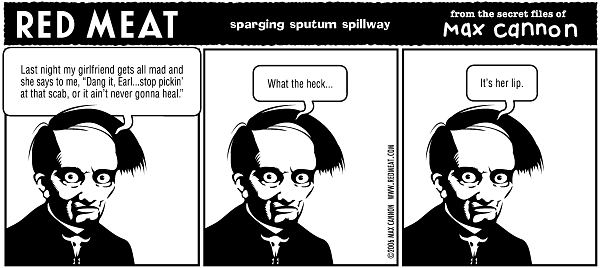 RED MEAT
sparging sputum spillway
from the secret files of
Max cannon
Last night my girlfriend gets all mad and
she says to me, “Dang it, Earl...stop pickin’
at that scab, or it ain’t never gonna heal.”
What the heck...
©2006 MAX CANNON WWW.REDMEAT.COM
It’s her lip.